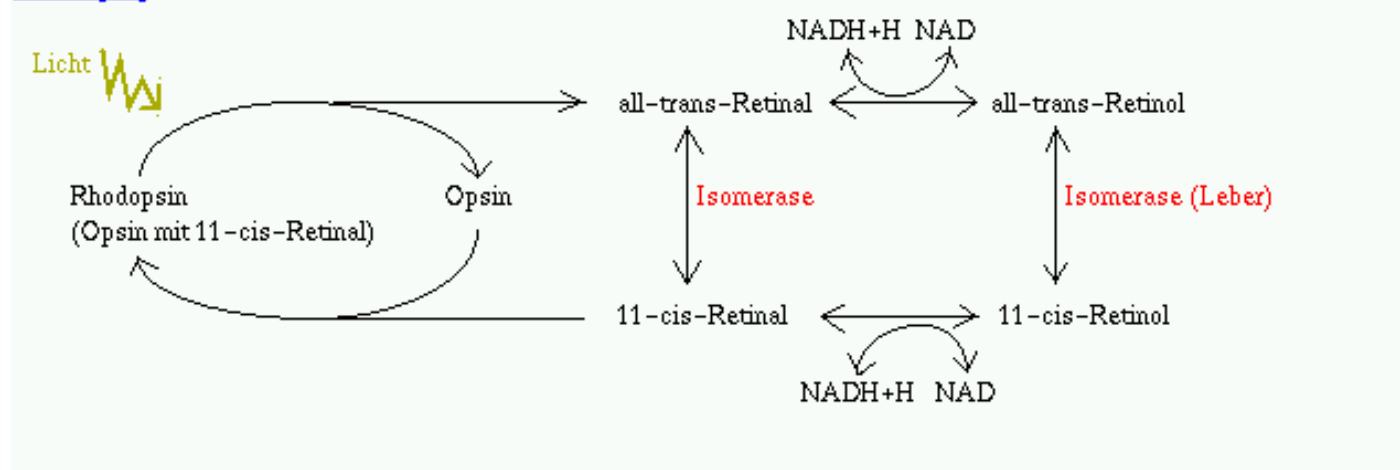 NADH+H NAD
Licht
all-trans-Retinal
all-trans-Retinol
Rhodopsin
(Opsin mit 11-cis-Retinal)
Opsin
Isomerase
Isomerase (Leber)
11-cis-Retinal
11-cis-Retinol
NADH+H NAD